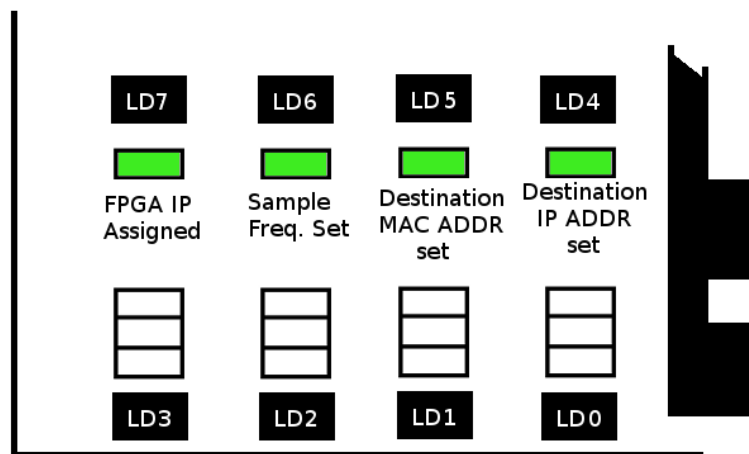 LD7 LD6 LD5 LD4
FPGA IP
Assigned
Sample
Freq. Set
Destination
MAC ADDR
set
Destination
IP ADDR
set
LD3 LD2 LD1 LD0